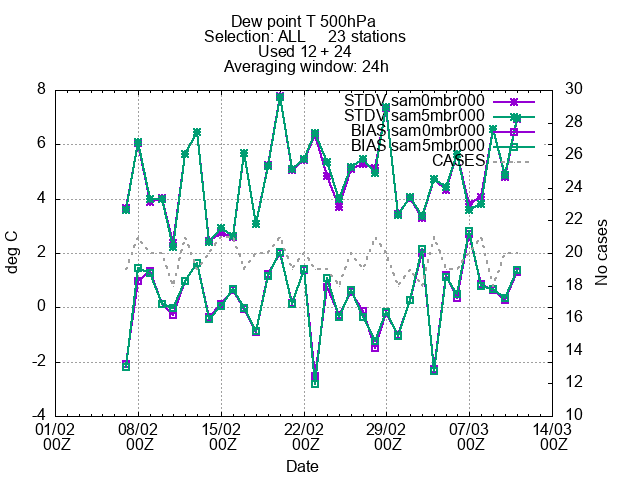 Dew point T 500hPa
Selection: ALL 23 stations
Used 12 + 24
Averaging window: 24h
STDV sam0mbr000
STDV sam5mbr000
BIAS sam0mbr000
BIAS sam5mbr000
CASES
deg C
8
6
4
2
0
-2
-4
No cases
30
28
26
24
22
20
18
16
14
12
10
01/02 08/02 15/02 22/02 29/02 07/03 14/03
00Z 00Z 00Z 00Z 00Z 00Z 00Z
Date